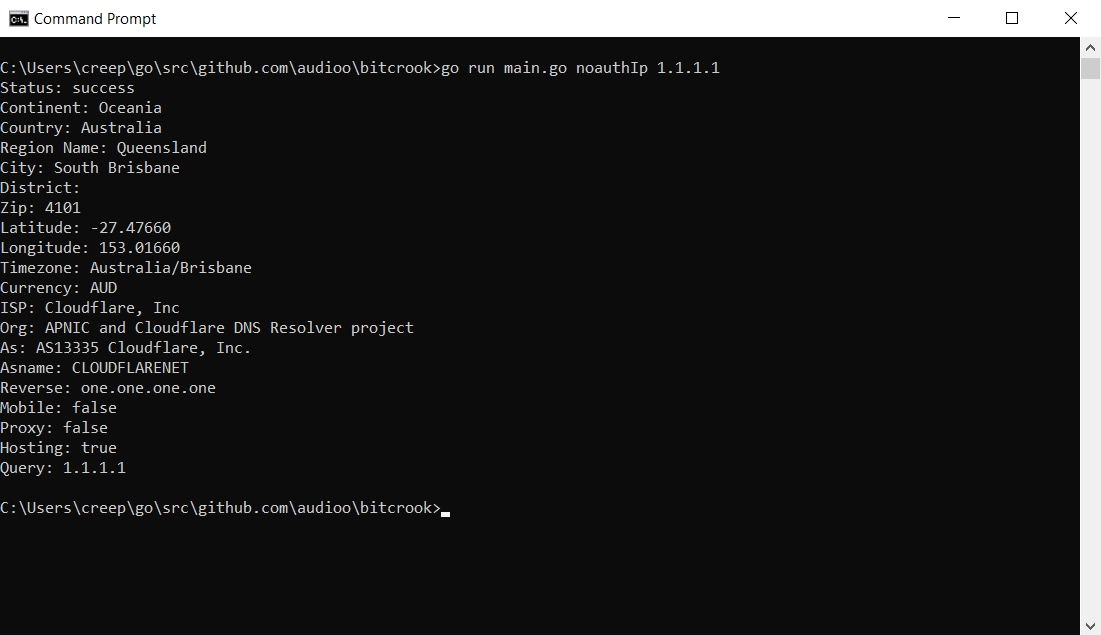 Command Prompt
C:\Users\creep\go\src\github.com\audioo\bitcrook>go run main.go noauthIp 1.1.1.1
Status: success
Continent: Oceania
Country: Australia
Region Name: Queensland
City: South Brisbane
District:
Zip: 4101
Latitude: -27.47660
Longitude: 153.01660
Timezone: Australia/Brisbane
Currency: AUD
ISP: Cloudflare, Inc
Org: APNIC and Cloudflare DNS Resolver project
As: AS13335 Cloudflare, Inc.
Asname: CLOUDFLARENET
Reverse: one.one.one.one
Mobile: false
Proxy: false
Hosting: true
Query: 1.1.1.1
C:\Users\creep\go\src\github.com\audioo\bitcrook>